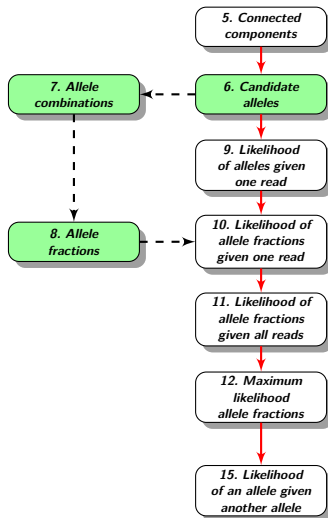 5. Connected
components
7. Allele
combinations
6. Candidate
alleles
9. Likelihood
of alleles given
one read
8. Allele
fractions
10. Likelihood of
allele fractions
given one read
11. Likelihood of
allele fractions
given all reads
12. Maximum
likelihood
allele fractions
15. Likelihood
of an allele given
another allele